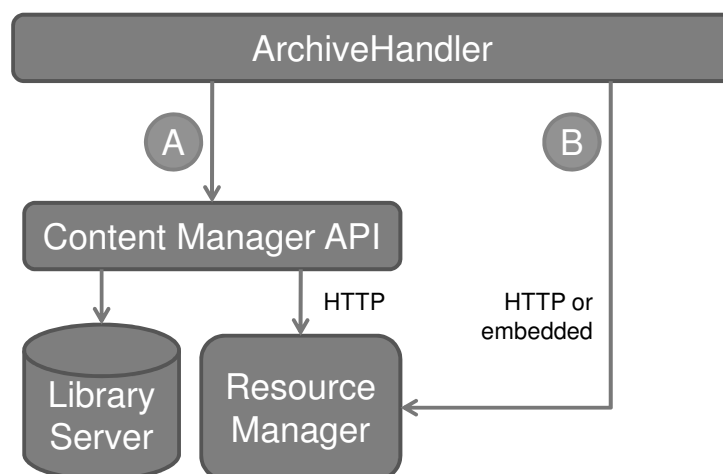 ArchiveHandler
A
B
Content Manager API
HTTP
HTTP or
embedded
Library
Server
Resource
Manager